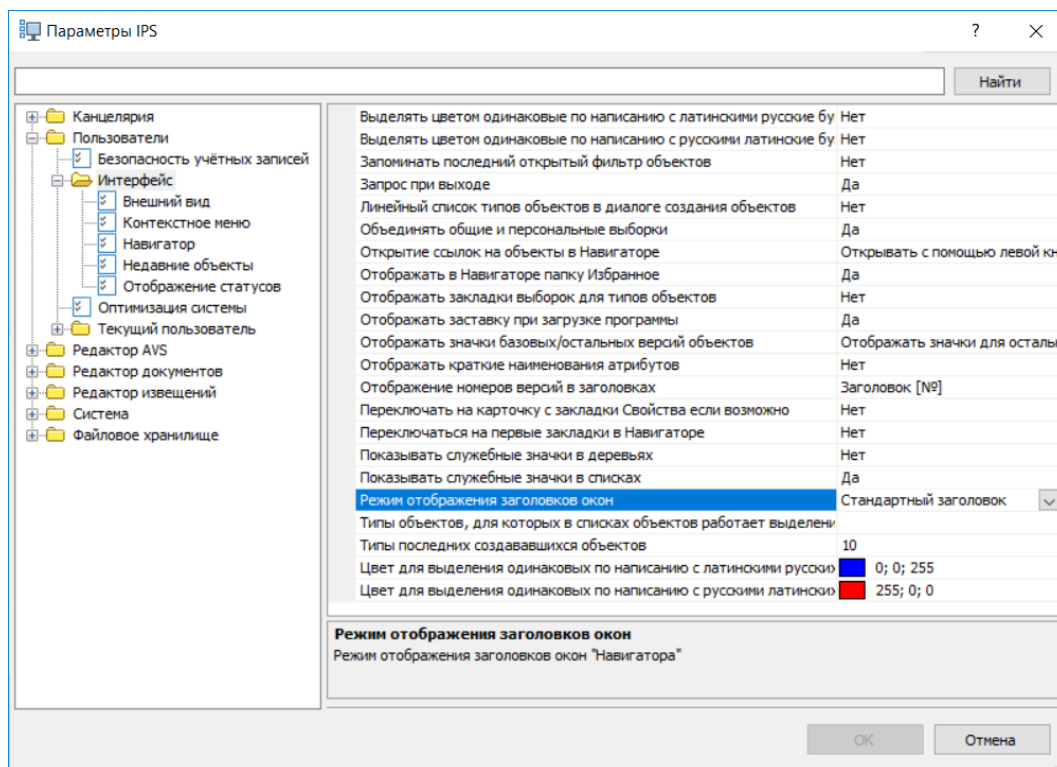 Параметры IPS
?
Найти
Канцелярия
Пользователи
Безопасность учётных записей
Интерфейс
Внешний вид
Контекстное меню
Навигатор
Недавние объекты
Отображение статусов
Оптимизация системы
Текущий пользователь
Редактор AVS
Редактор документов
Редактор извещений
Система
Файловое хранилище
Выделять цветом одинаковые по написанию с латинскими русские бу Нет
Выделять цветом одинаковые по написанию с русскими латинские бу Нет
Запоминать последний открытый фильтр объектов Нет
Запрос при выходе Да
Линейный список типов объектов в диалоге создания объектов Нет
Объединять общие и персональные выборки Да
Открытие ссылок на объекты в Навигаторе Открывать с помощью левой кн
Отображать в Навигаторе папку Избранное Да
Отображать закладки выборок для типов объектов Нет
Отображать заставку при загрузке программы Да
Отображать значки базовых/остальных версий объектов Отображать значки для осталь
Отображать краткие наименования атрибутов Нет
Отображение номеров версий в заголовках Заголовок [№]
Переключать на карточку с закладки Свойства если возможно Нет
Переключаться на первые закладки в Навигаторе Нет
Показывать служебные значки в деревьях Нет
Показывать служебные значки в списках Да
Режим отображения заголовков окон Стандартный заголовок
Типы объектов, для которых в списках объектов работает выделени
Типы последних создававшихся объектов 10
Цвет для выделения одинаковых по написанию с латинскими русских 0; 0; 255
Цвет для выделения одинаковых по написанию с русскими латинских 255; 0; 0
Режим отображения заголовков окон
Режим отображения заголовков окон "Навигатора"
OK
Отмена